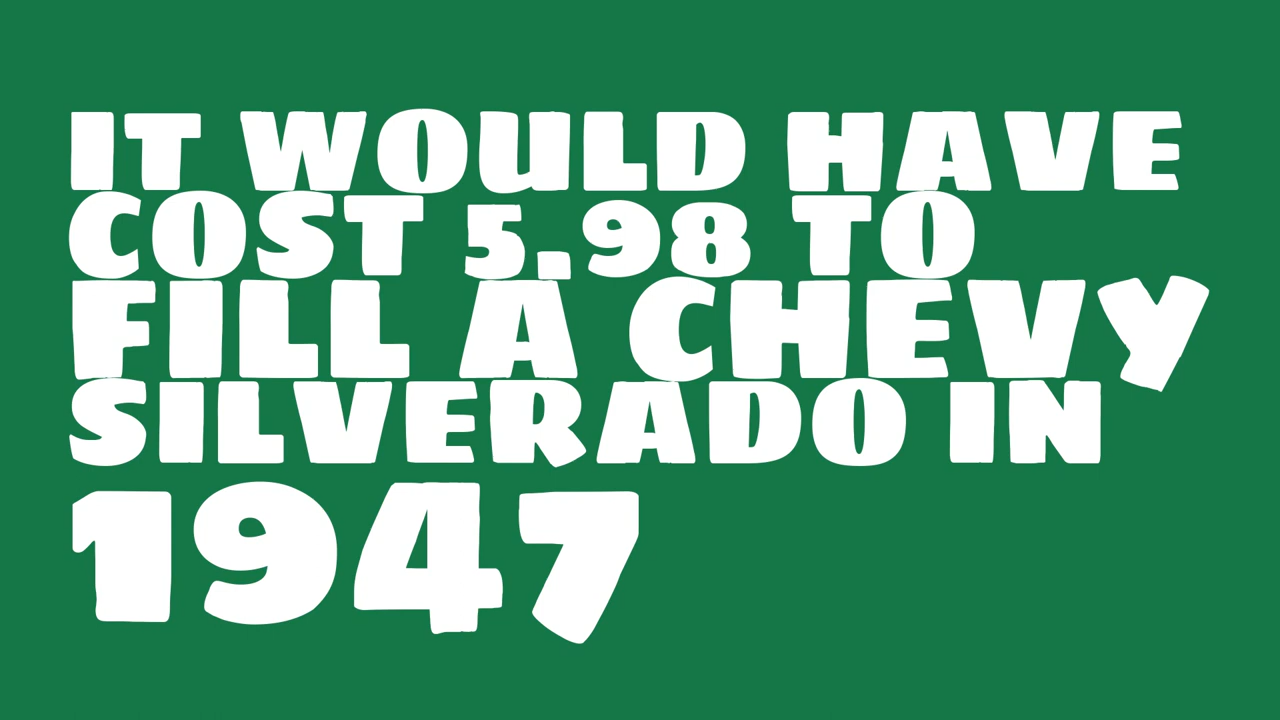 IT WOULD HAVE
COST 5.98 TO
FILL A CHEVY
SILVERADO IN
1947